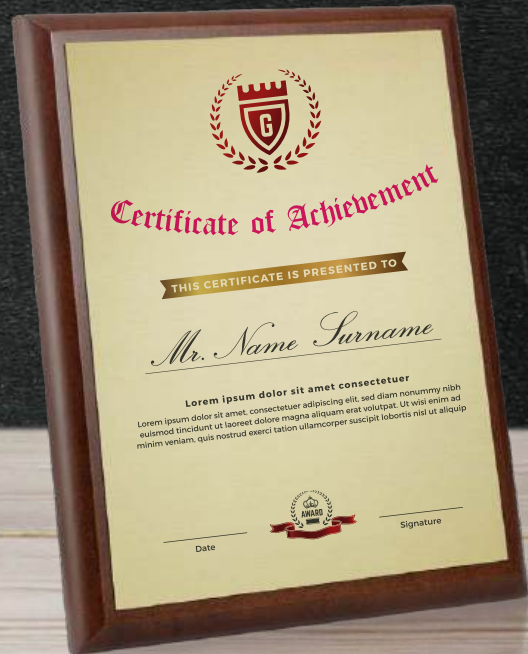 G
Certificate of Achievement
THIS CERTIFICATE IS PRESENTED TO
Mr. Name Surname
Lorem ipsum dolor sit amet consectetuer
Lorem ipsum dolor sit amet, consectetuer adipiscing elit, sed diam nonummy nibh
euismod tincidunt ut laoreet dolore magna aliquam erat volutpat. Ut wisi enim ad
minim veniam, quis nostrud exerci tation ullamcorper suscipit lobortis nisl ut aliquip
AWARD
Date
Signature